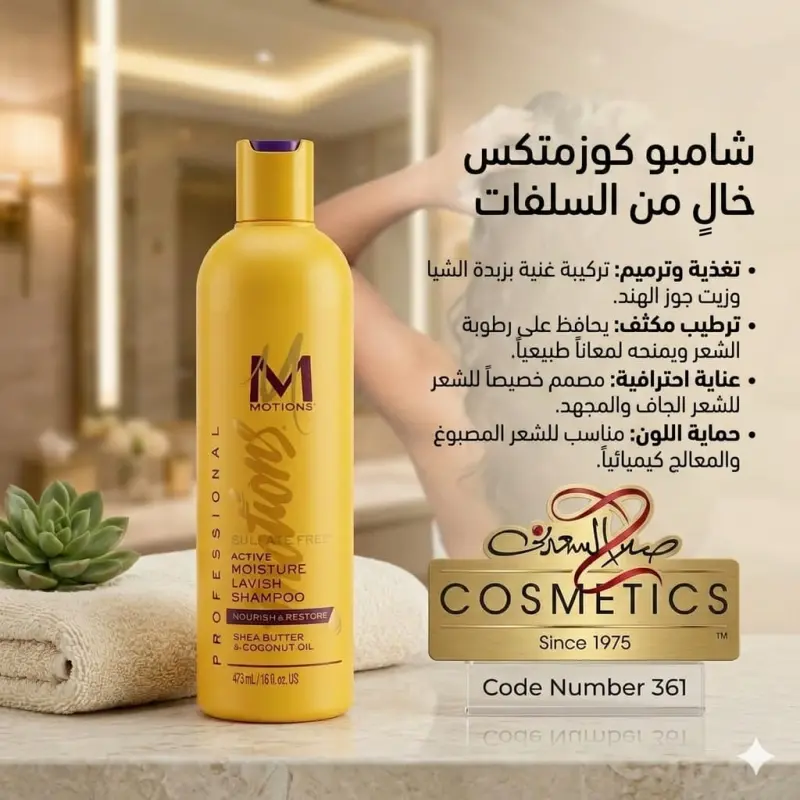 شامبو كوزمتكس
خالٍ من السلفات
• تغذية وترميم: تركيبة غنية بزبدة الشيا
وزيت جوز الهند.
• ترطيب مكثف: يحافظ على رطوبة
الشعر ويمنحه لمعاناً طبيعياً.
• عناية احترافية: مصمم خصيصاً للشعر
للشعر الجاف والمجهد.
• حماية اللون: مناسب للشعر المصبوغ
والمعالج كيميائياً.
M
MOTIONS
motions
PROFESSIONAL
SULFATE FREE
ACTIVE
MOISTURE
LAVISH
SHAMPOO
NOURISH & RESTORE
SHEA BUTTER
& COCONUT OIL
473 mL / 16 fl. oz. US
COSMETICS
Since 1975
TM
Code Number 361